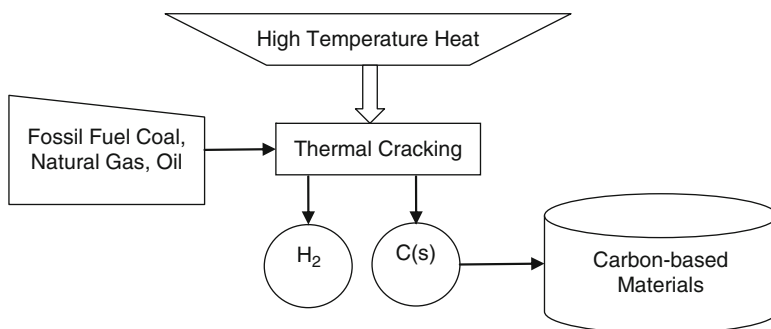 High Temperature Heat
Fossil Fuel Coal,
Natural Gas, Oil
Thermal Cracking
H₂
C(s)
Carbon-based
Materials